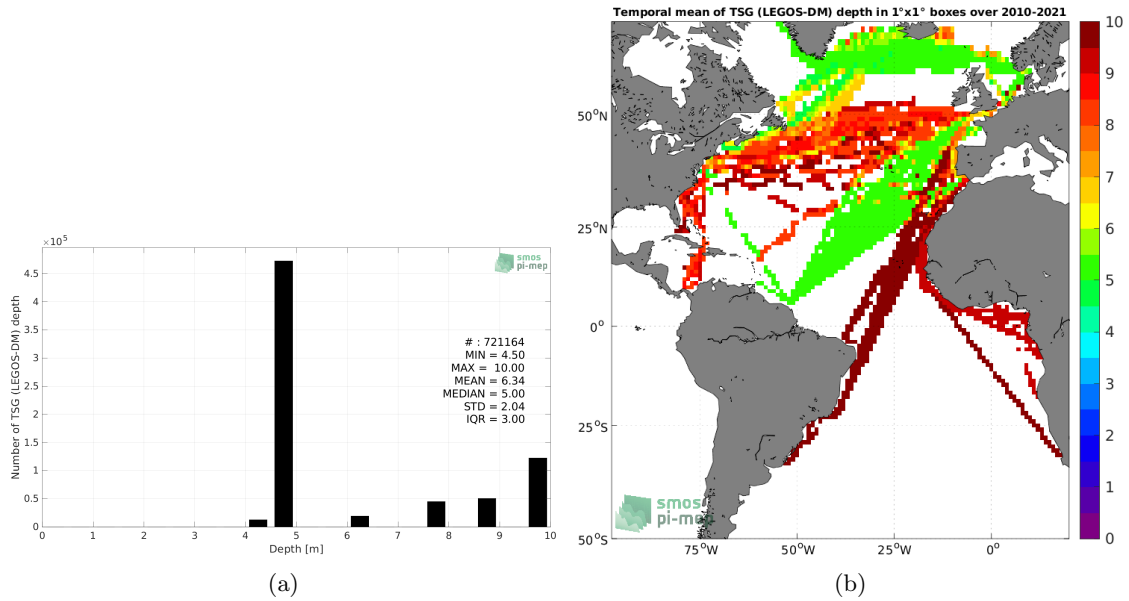 ×10⁵
4.5
4
3.5
3
2.5
2
1.5
1
0.5
0
Number of TSG (LEGOS-DM) depth
smos
pi-mep
# : 721164
MIN = 4.50
MAX = 10.00
MEAN = 6.34
MEDIAN = 5.00
STD = 2.04
IQR = 3.00
0 1 2 3 4 5 6 7 8 9 10
Depth [m]
(a)
Temporal mean of TSG (LEGOS-DM) depth in 1°x1° boxes over 2010-2021
50°N
25°N
0°
25°S
50°S
75°W 50°W 25°W 0°
smos
pi-mep
10
9
8
7
6
5
4
3
2
1
0
(b)